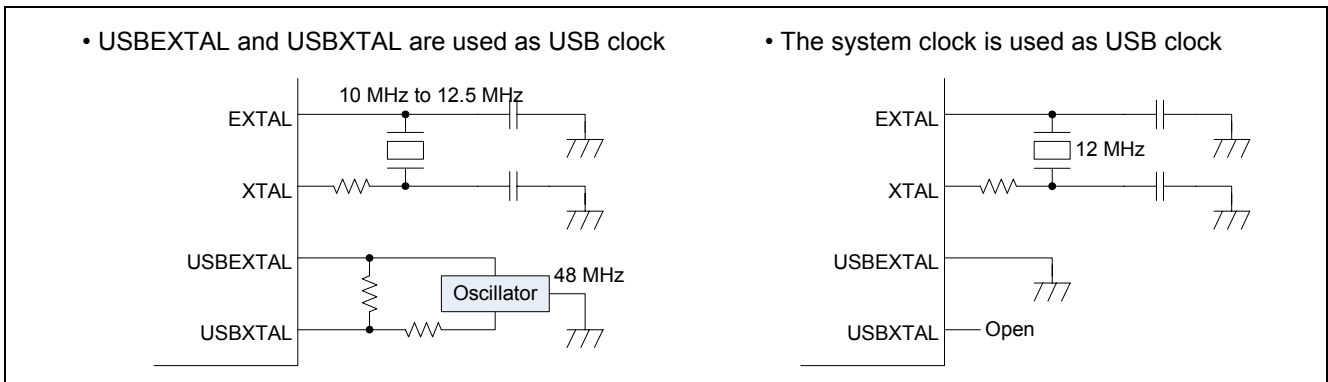 • USBEXTAL and USBXTAL are used as USB clock
10 MHz to 12.5 MHz
EXTAL
XTAL
USBEXTAL
48 MHz
Oscillator
USBXTAL
• The system clock is used as USB clock
EXTAL
12 MHz
XTAL
USBEXTAL
USBXTAL
Open